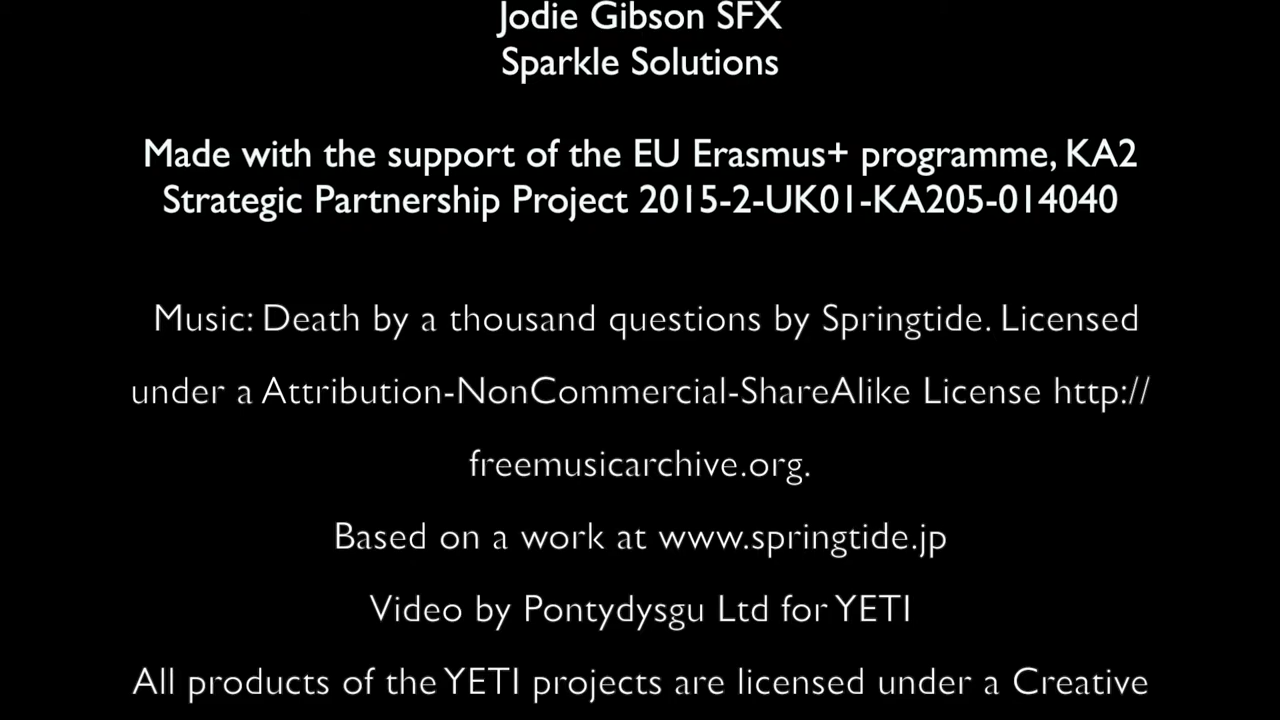 Jodie Gibson SFX
Sparkle Solutions
Made with the support of the EU Erasmus+ programme, KA2
Strategic Partnership Project 2015-2-UK01-KA205-014040
Music: Death by a thousand questions by Springtide. Licensed
under a Attribution-NonCommercial-ShareAlike License http://
freemusicarchive.org.
Based on a work at www.springtide.jp
Video by Pontydysgu Ltd for YETI
All products of the YETI projects are licensed under a Creative